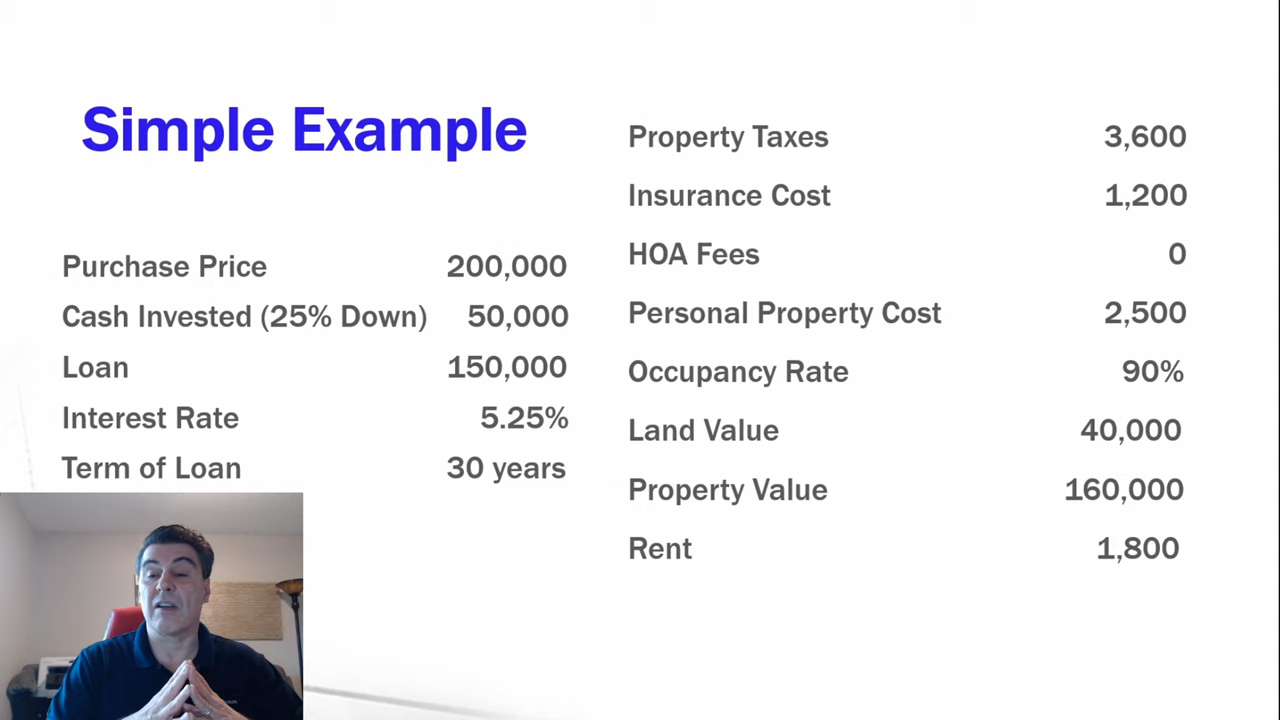 Simple Example
Purchase Price 200,000
Cash Invested (25% Down) 50,000
Loan 150,000
Interest Rate 5.25%
Term of Loan 30 years
Property Taxes 3,600
Insurance Cost 1,200
HOA Fees 0
Personal Property Cost 2,500
Occupancy Rate 90%
Land Value 40,000
Property Value 160,000
Rent 1,800